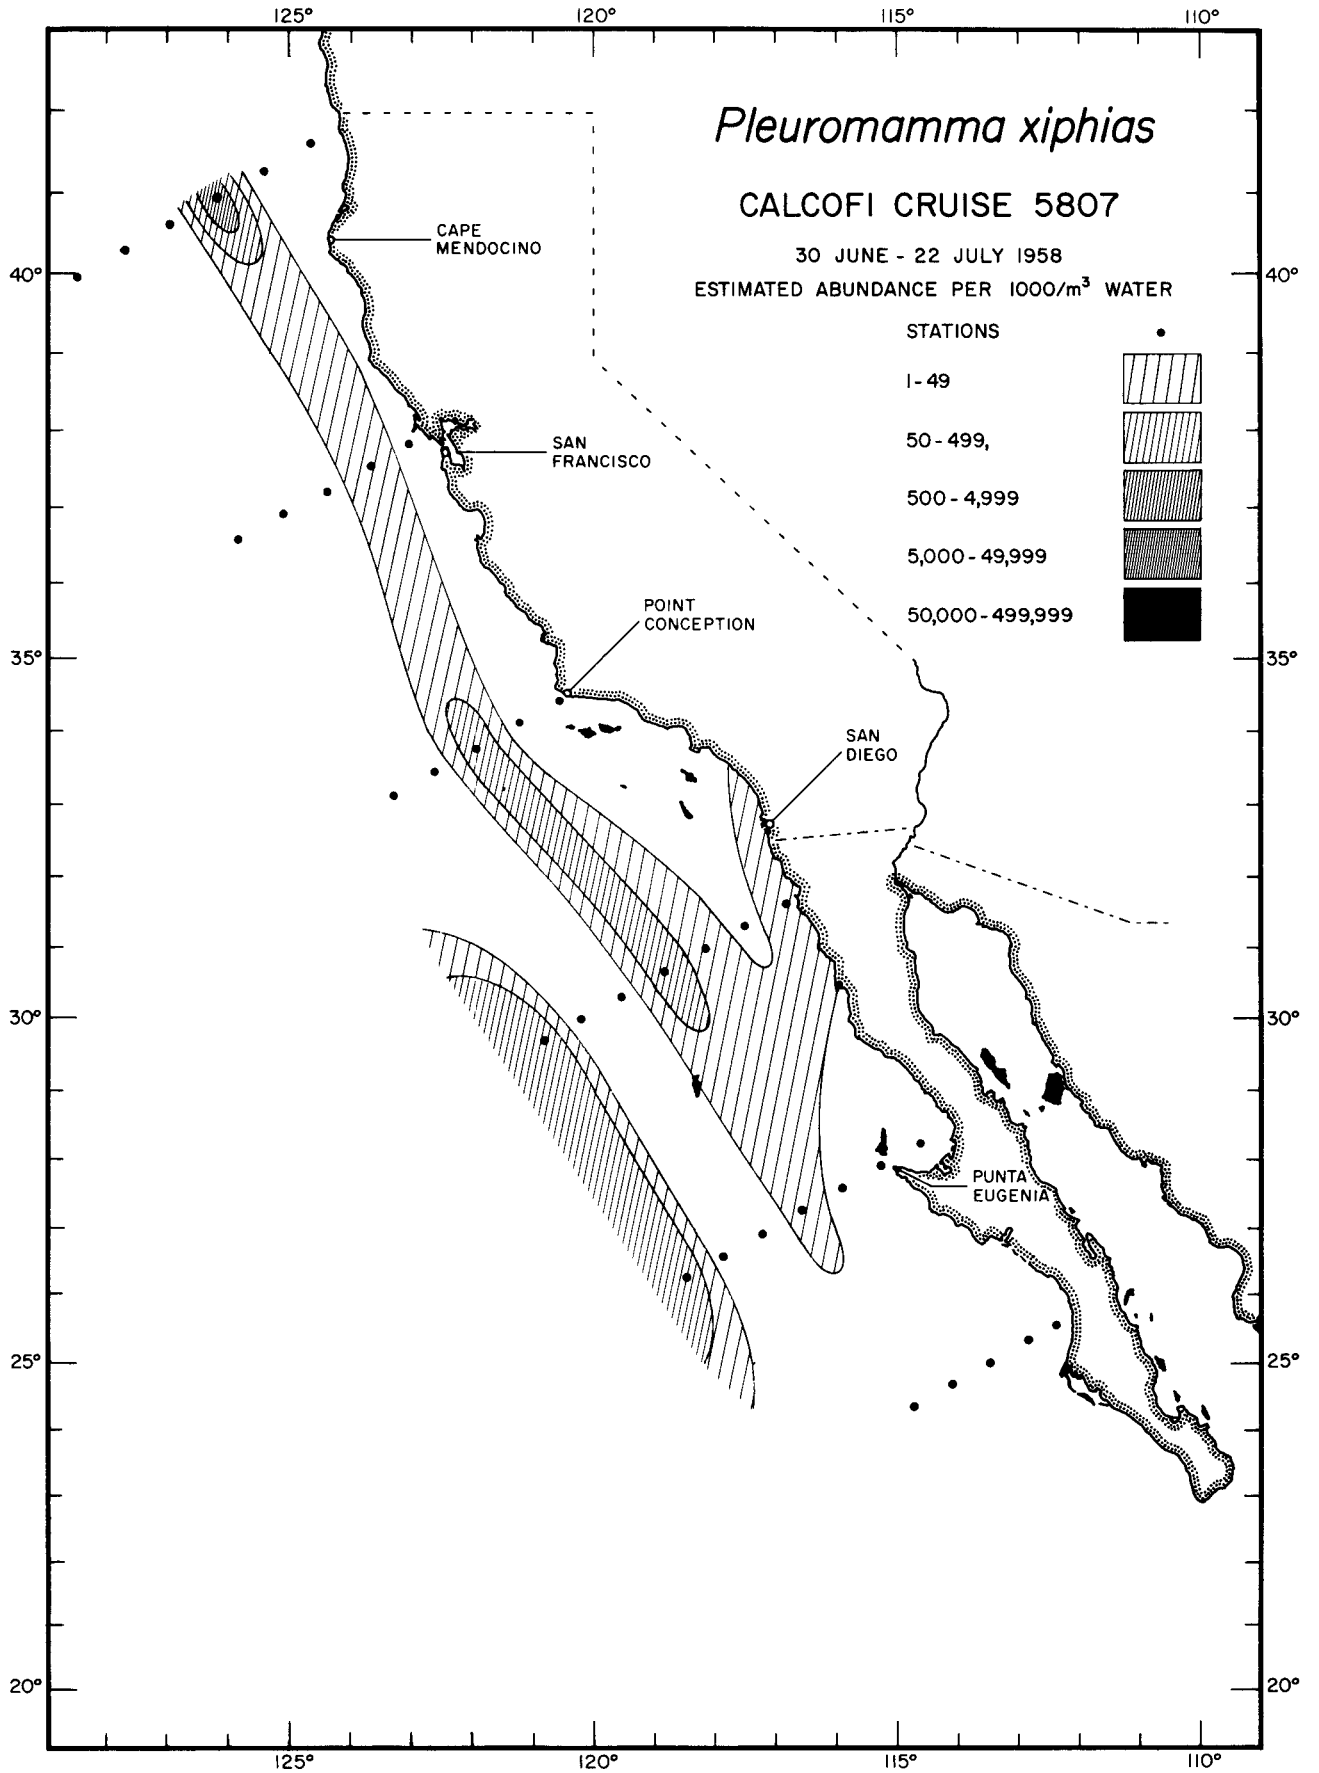 125°
120°
115°
110°
Pleuromamma xiphias
CALCOFI CRUISE 5807
30 JUNE - 22 JULY 1958
ESTIMATED ABUNDANCE PER 1000/m³ WATER
STATIONS
1-49
50-499,
500-4,999
5,000-49,999
50,000-499,999
CAPE
MENDOCINO
40°
40°
SAN
FRANCISCO
POINT
CONCEPTION
35°
35°
SAN
DIEGO
30°
30°
PUNTA
EUGENIA
25°
25°
20°
20°
125°
120°
115°
110°